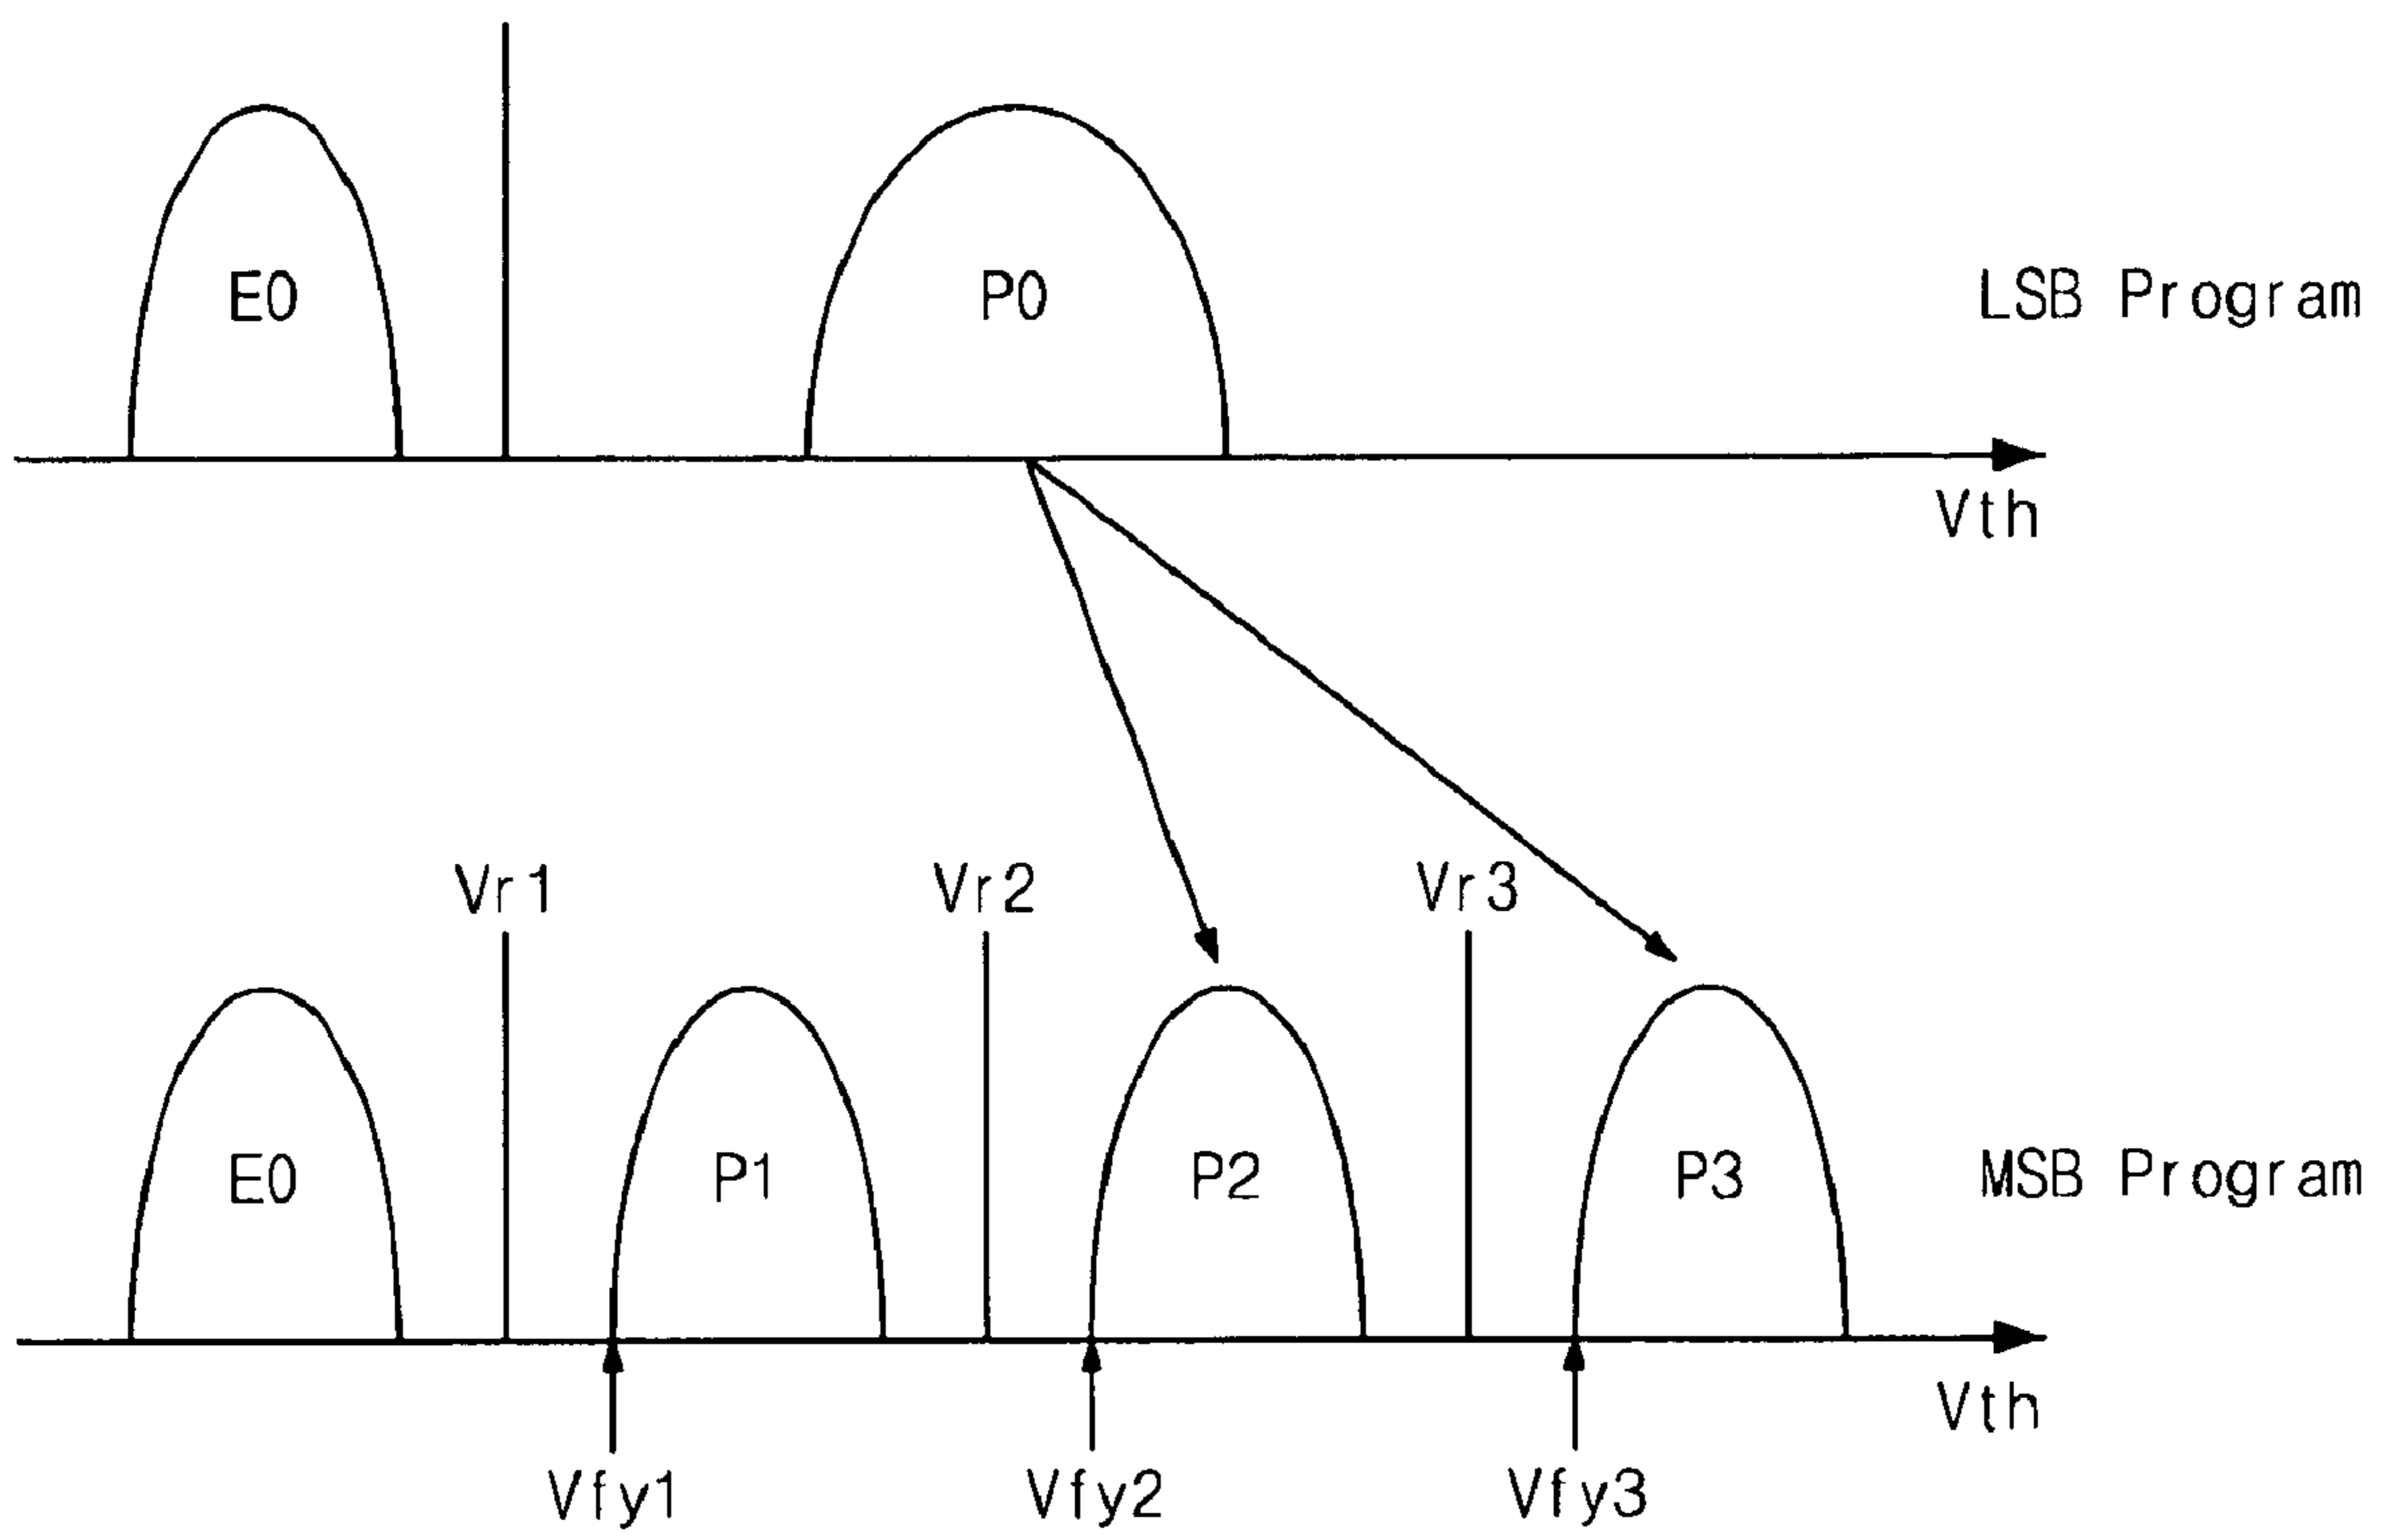 E0
P0
LSB Program
Vth
Vr1
Vr2
Vr3
E0
P1
P2
P3
MSB Program
Vth
Vfy1
Vfy2
Vfy3